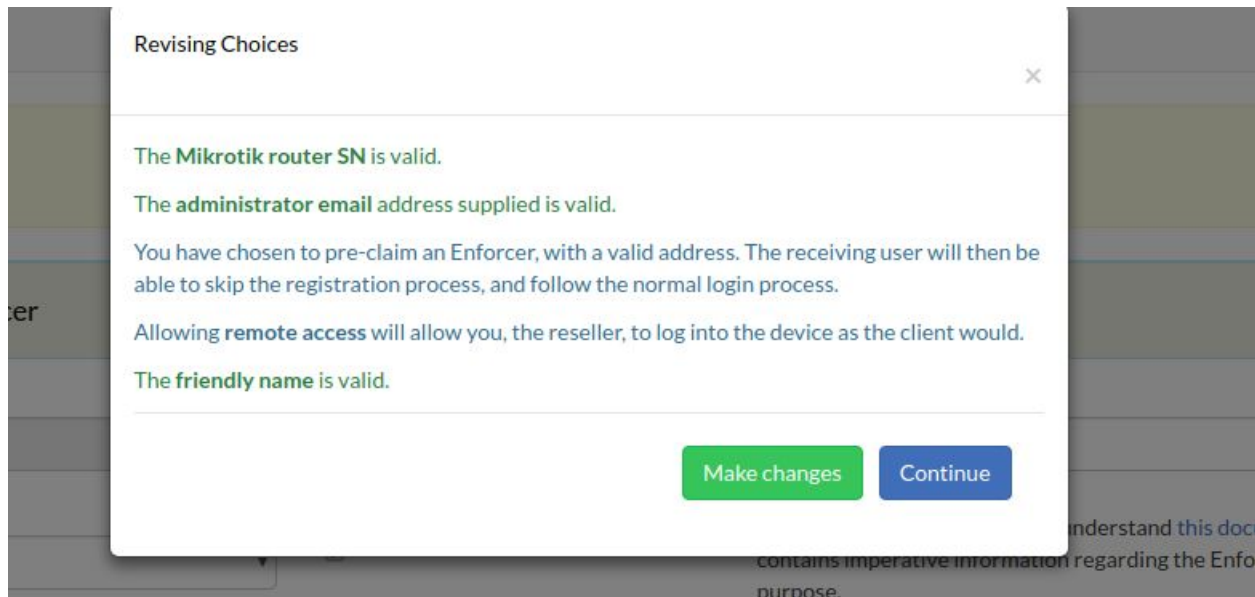 Revising Choices
×
The Mikrotik router SN is valid.
The administrator email address supplied is valid.
You have chosen to pre-claim an Enforcer, with a valid address. The receiving user will then be
able to skip the registration process, and follow the normal login process.
cer
Allowing remote access will allow you, the reseller, to log into the device as the client would.
The friendly name is valid.
Make changes
Continue
understand this doc
contains imperative information regarding the Enfo
purpose.